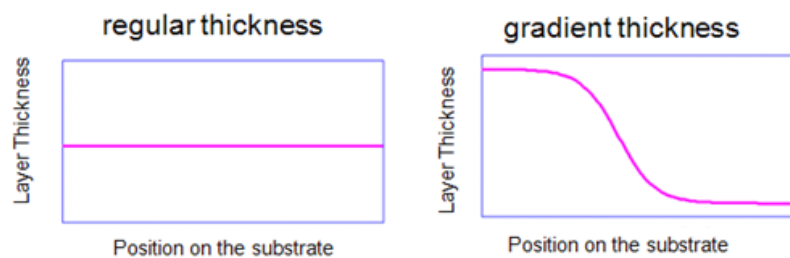 regular thickness
Layer Thickness
Position on the substrate
gradient thickness
Layer Thickness
Position on the substrate